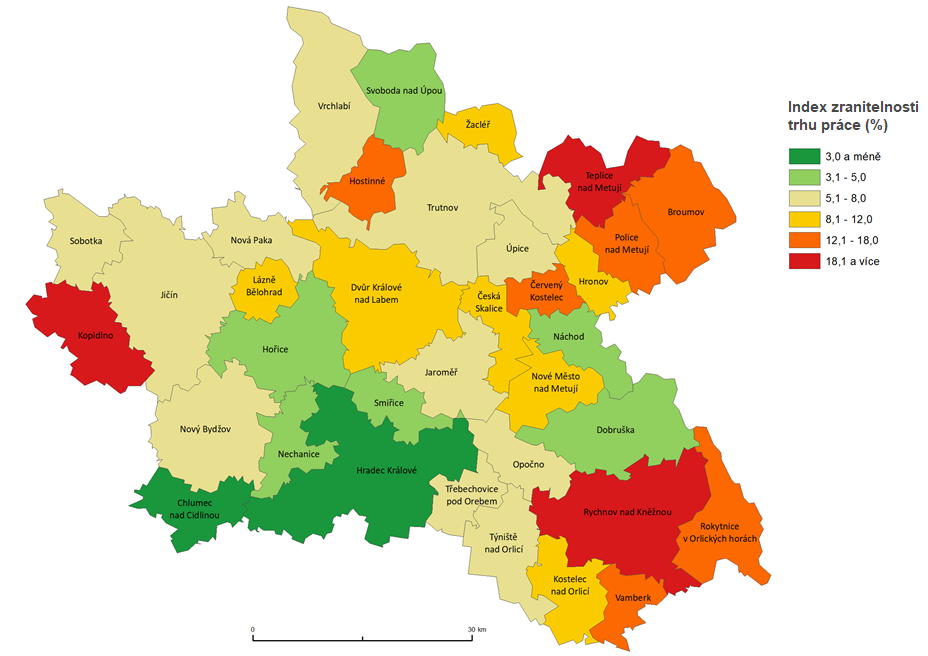 Index zranitelnosti
trhu práce (%)
3,0 a méně
3,1 - 5,0
5,1 - 8,0
8,1 - 12,0
12,1 - 18,0
18,1 a více
Vrchlabí
Svoboda nad Úpou
Žacléř
Hostinné
Trutnov
Teplice
nad Metují
Broumov
Police
nad Metují
Sobotka
Nová Paka
Úpice
Lázně
Bělohrad
Dvůr Králové
nad Labem
Česká
Skalice
Červený
Kostelec
Hronov
Jičín
Kopidlno
Hořice
Náchod
Jaroměř
Nové Město
nad Metují
Smiřice
Nový Bydžov
Nechanice
Dobruška
Hradec Králové
Opočno
Chlumec
nad Cidlinou
Třebechovice
pod Orebem
Rychnov nad Kněžnou
Rokytnice
v Orlických horách
Týniště
nad Orlicí
Kostelec
nad Orlicí
Vamberk
0
30 km